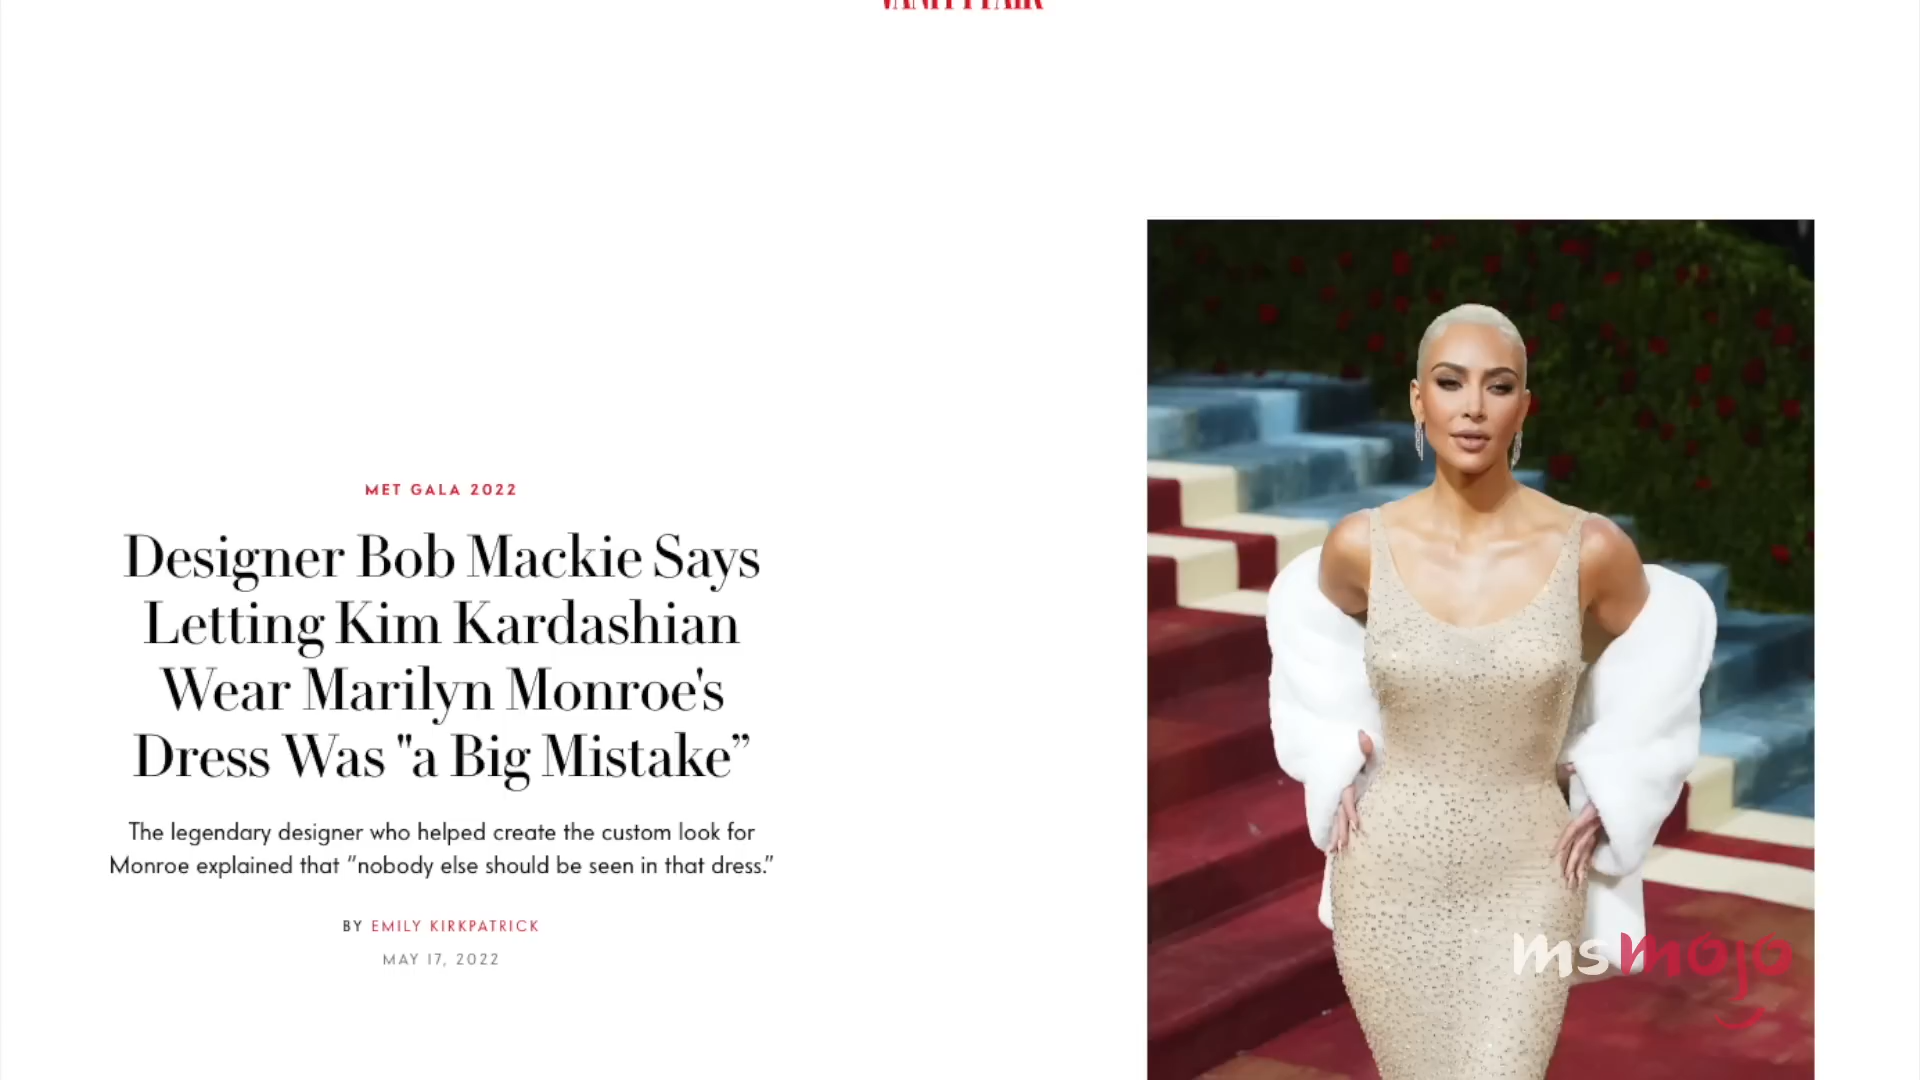 VANITY FAIR
MET GALA 2022
Designer Bob Mackie Says
Letting Kim Kardashian
Wear Marilyn Monroe's
Dress Was "a Big Mistake”
The legendary designer who helped create the custom look for
Monroe explained that “nobody else should be seen in that dress.”
BY EMILY KIRKPATRICK
MAY 17, 2022
msmojo